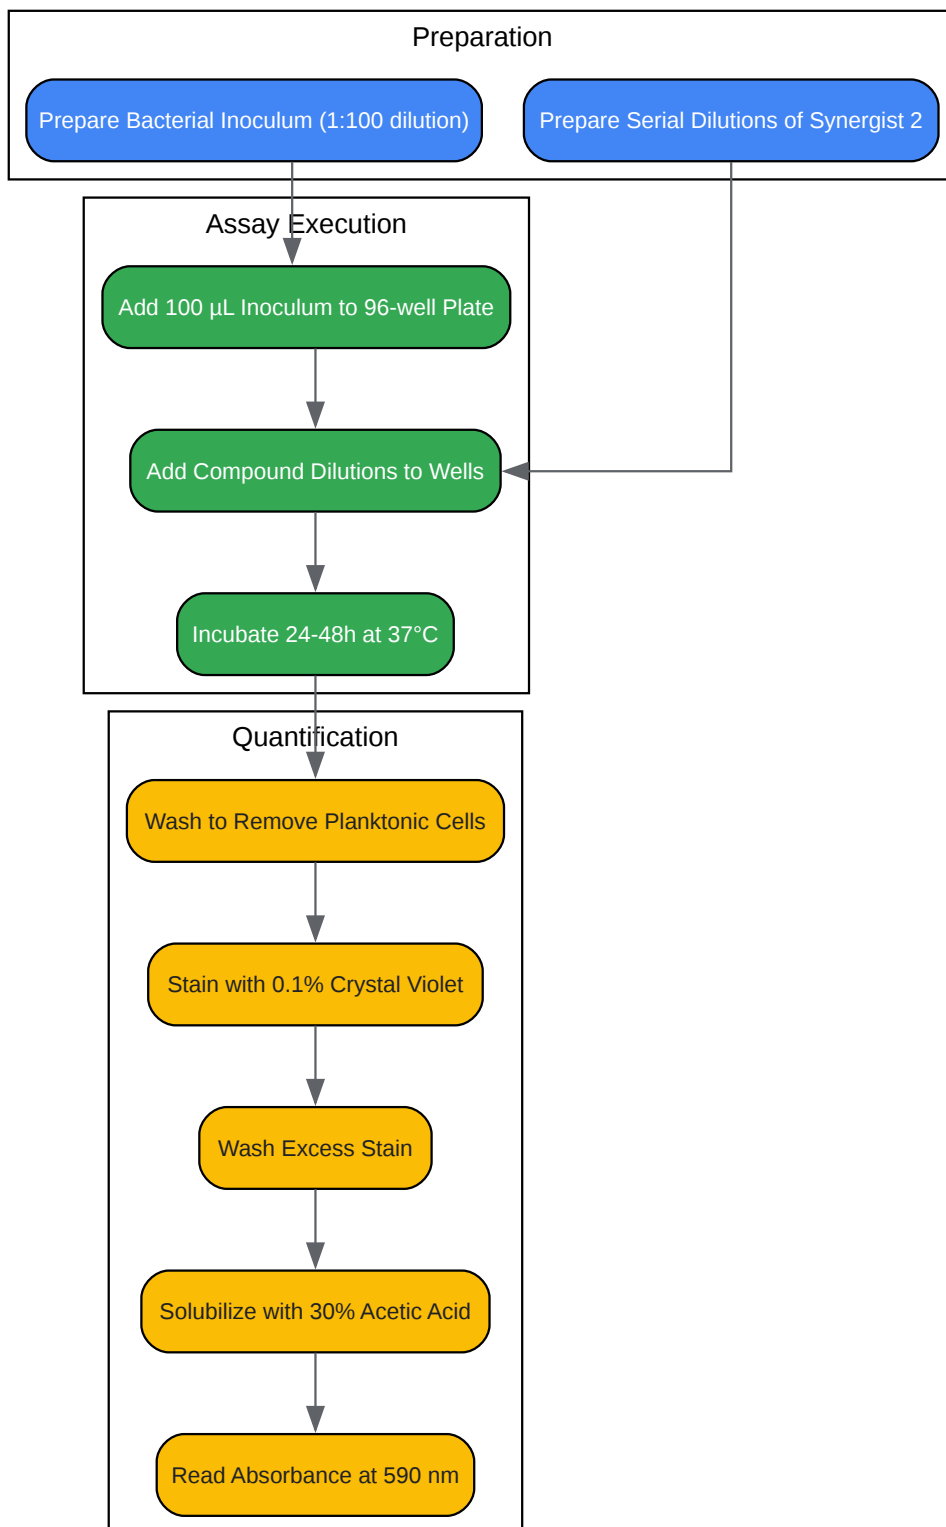 Preparation
Prepare Bacterial Inoculum (1:100 dilution)
Prepare Serial Dilutions of Synergist 2
Assay Execution
Add 100 µL Inoculum to 96-well Plate
Add Compound Dilutions to Wells
Incubate 24-48h at 37°C
Quantification
Wash to Remove Planktonic Cells
Stain with 0.1% Crystal Violet
Wash Excess Stain
Solubilize with 30% Acetic Acid
Read Absorbance at 590 nm